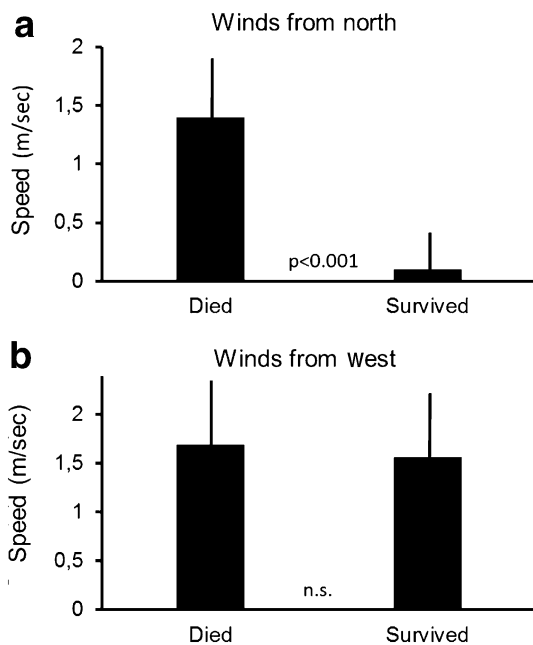 a
Winds from north
Speed (m/sec)
2
1,5
1
0,5
0
p<0.001
Died
Survived
b
Winds from west
Speed (m/sec)
2
1,5
1
0,5
0
n.s.
Died
Survived